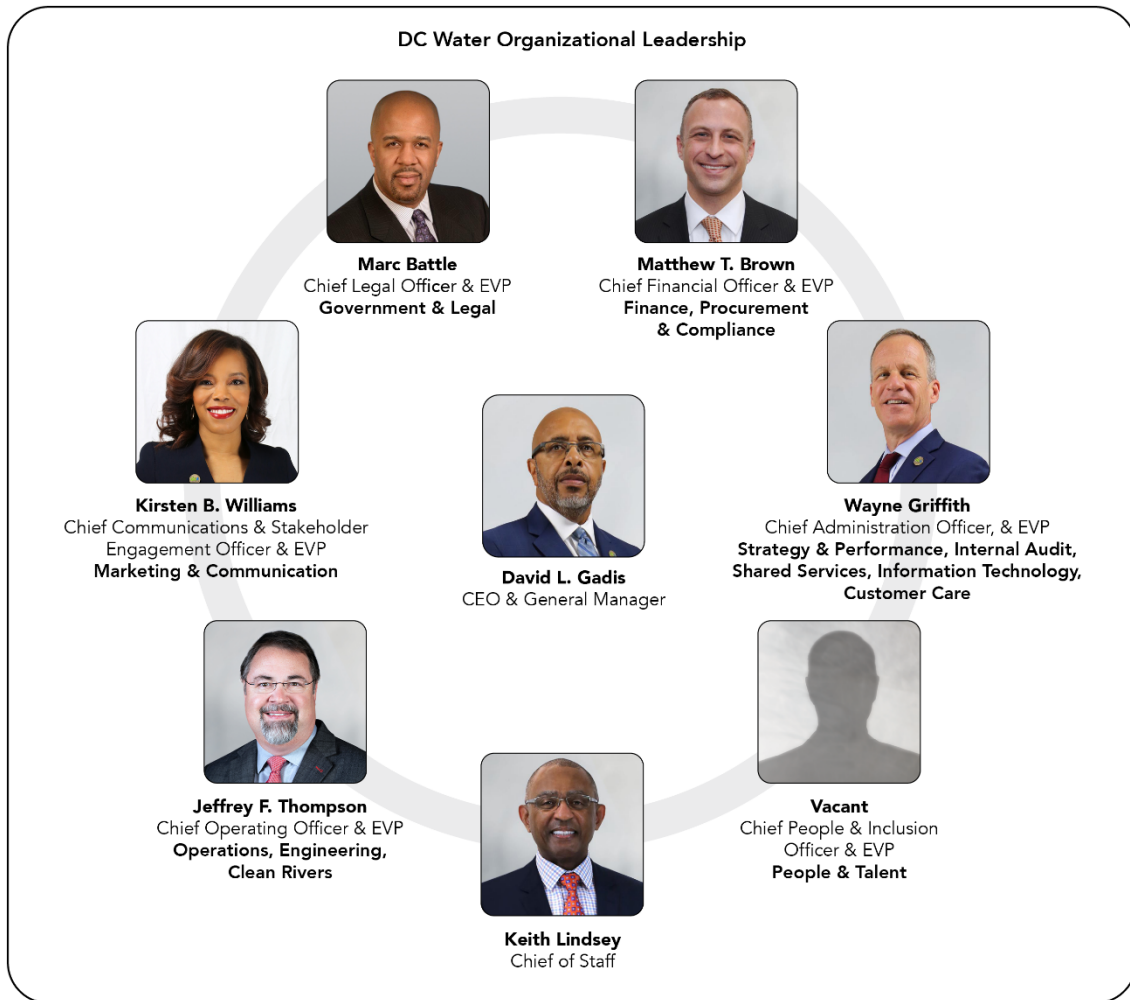 DC Water Organizational Leadership
Marc Battle
Chief Legal Officer & EVP
Government & Legal
Matthew T. Brown
Chief Financial Officer & EVP
Finance, Procurement
& Compliance
Kirsten B. Williams
Chief Communications & Stakeholder
Engagement Officer & EVP
Marketing & Communication
David L. Gadis
CEO & General Manager
Wayne Griffith
Chief Administration Officer, & EVP
Strategy & Performance, Internal Audit,
Shared Services, Information Technology,
Customer Care
Jeffrey F. Thompson
Chief Operating Officer & EVP
Operations, Engineering,
Clean Rivers
Keith Lindsey
Chief of Staff
Vacant
Chief People & Inclusion
Officer & EVP
People & Talent